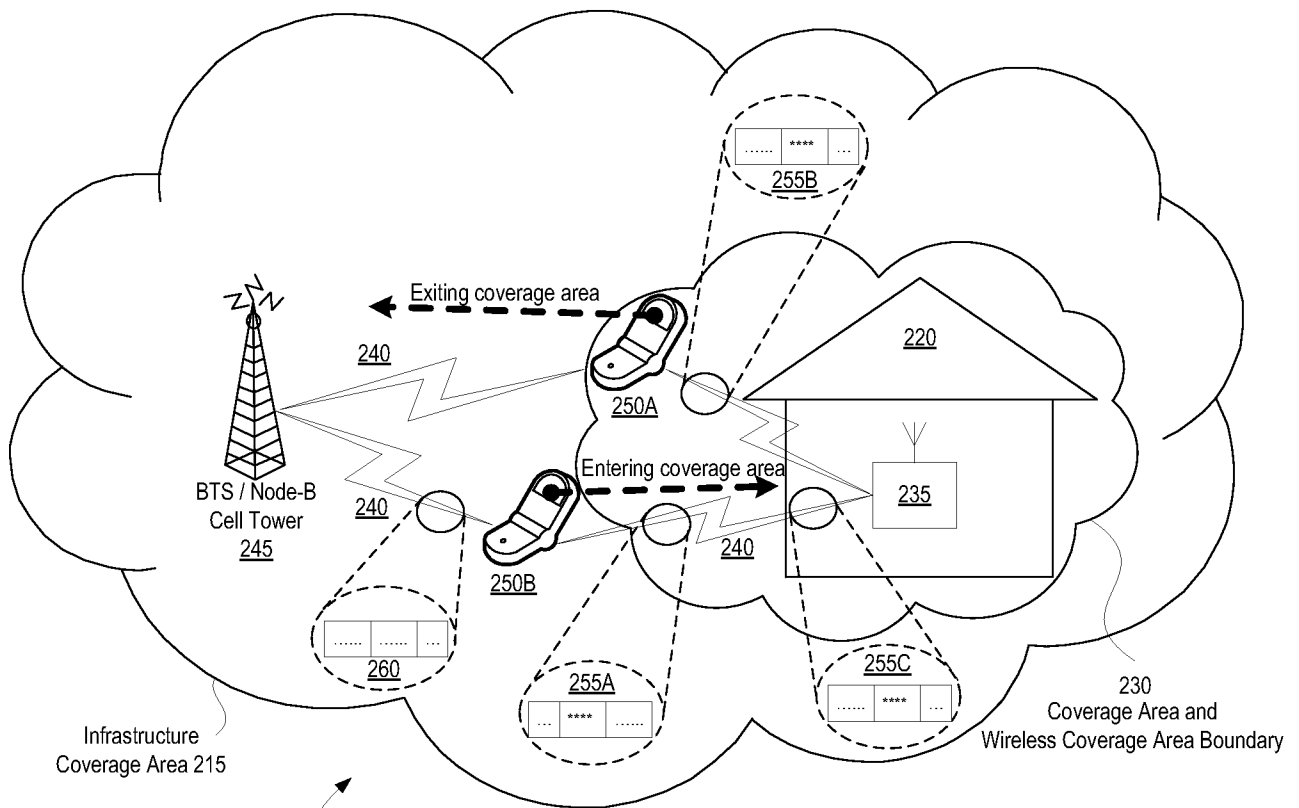 ...... **** ...
255B
Exiting coverage area
240
220
250A
Entering coverage area
235
BTS / Node-B
Cell Tower
245
240
240
250B
...... ...... ...
260
255A
... **** ......
255C
...... **** ...
230
Coverage Area and
Wireless Coverage Area Boundary
Infrastructure
Coverage Area 215